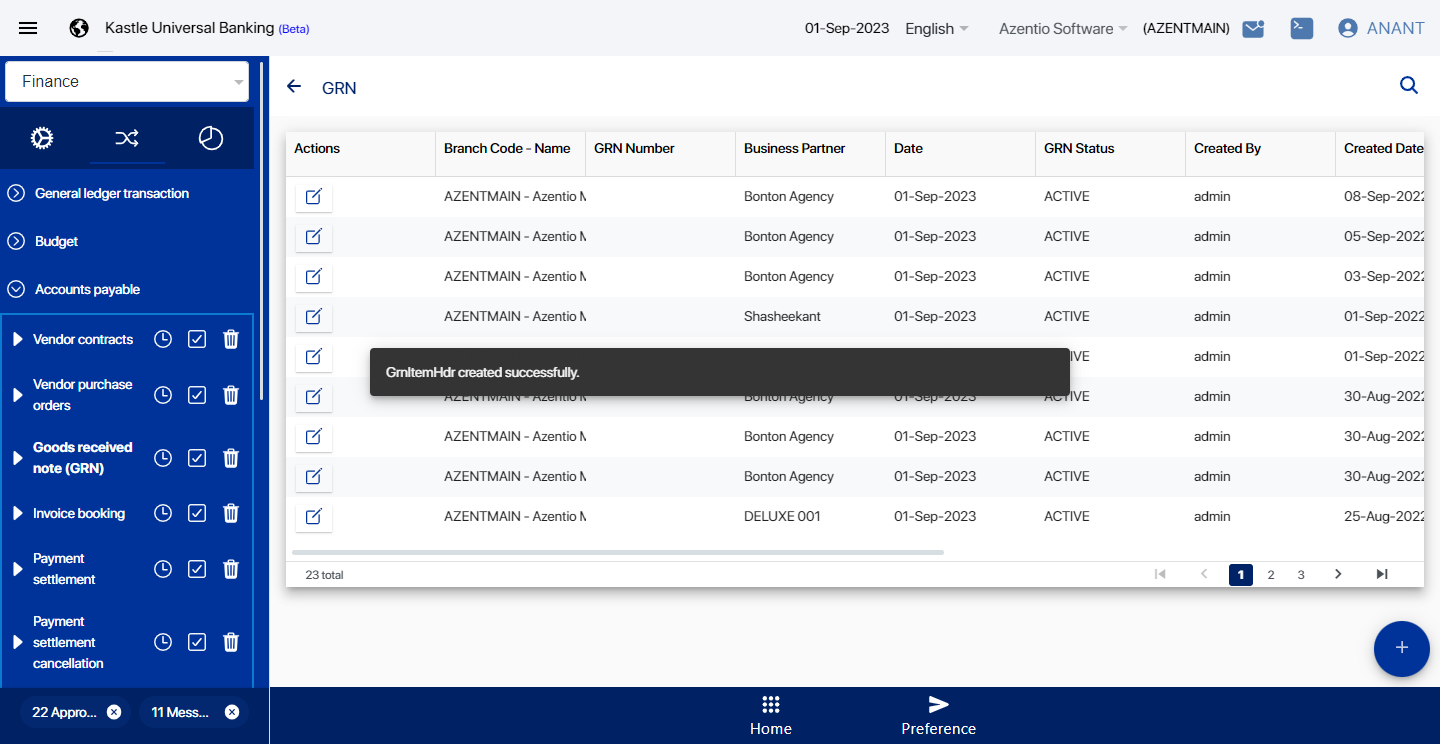 Kastle Universal Banking (Beta)
01-Sep-2023
English
Azentio Software
(AZENTMAIN)
ANANT
Finance
General ledger transaction
Budget
Accounts payable
Vendor contracts
Vendor purchase
orders
Goods received
note (GRN)
Invoice booking
Payment
settlement
Payment
settlement
cancellation
22 Appro...
11 Mess...
GRN
Actions Branch Code - Name GRN Number Business Partner Date GRN Status Created By Created Date
AZENTMAIN - Azentio M Bonton Agency 01-Sep-2023 ACTIVE admin 08-Sep-2022
AZENTMAIN - Azentio M Bonton Agency 01-Sep-2023 ACTIVE admin 05-Sep-2022
AZENTMAIN - Azentio M Bonton Agency 01-Sep-2023 ACTIVE admin 03-Sep-2022
AZENTMAIN - Azentio M Shasheekant 01-Sep-2023 ACTIVE admin 01-Sep-2022
admin 01-Sep-2022
GrnItemHdr created successfully.
AZENTMAIN - Azentio M Bonton Agency 01-Sep-2023 ACTIVE admin 30-Aug-2022
AZENTMAIN - Azentio M Bonton Agency 01-Sep-2023 ACTIVE admin 30-Aug-2022
AZENTMAIN - Azentio M Bonton Agency 01-Sep-2023 ACTIVE admin 30-Aug-2022
AZENTMAIN - Azentio M DELUXE 001 01-Sep-2023 ACTIVE admin 25-Aug-2022
23 total
1 2 3
+
Home
Preference